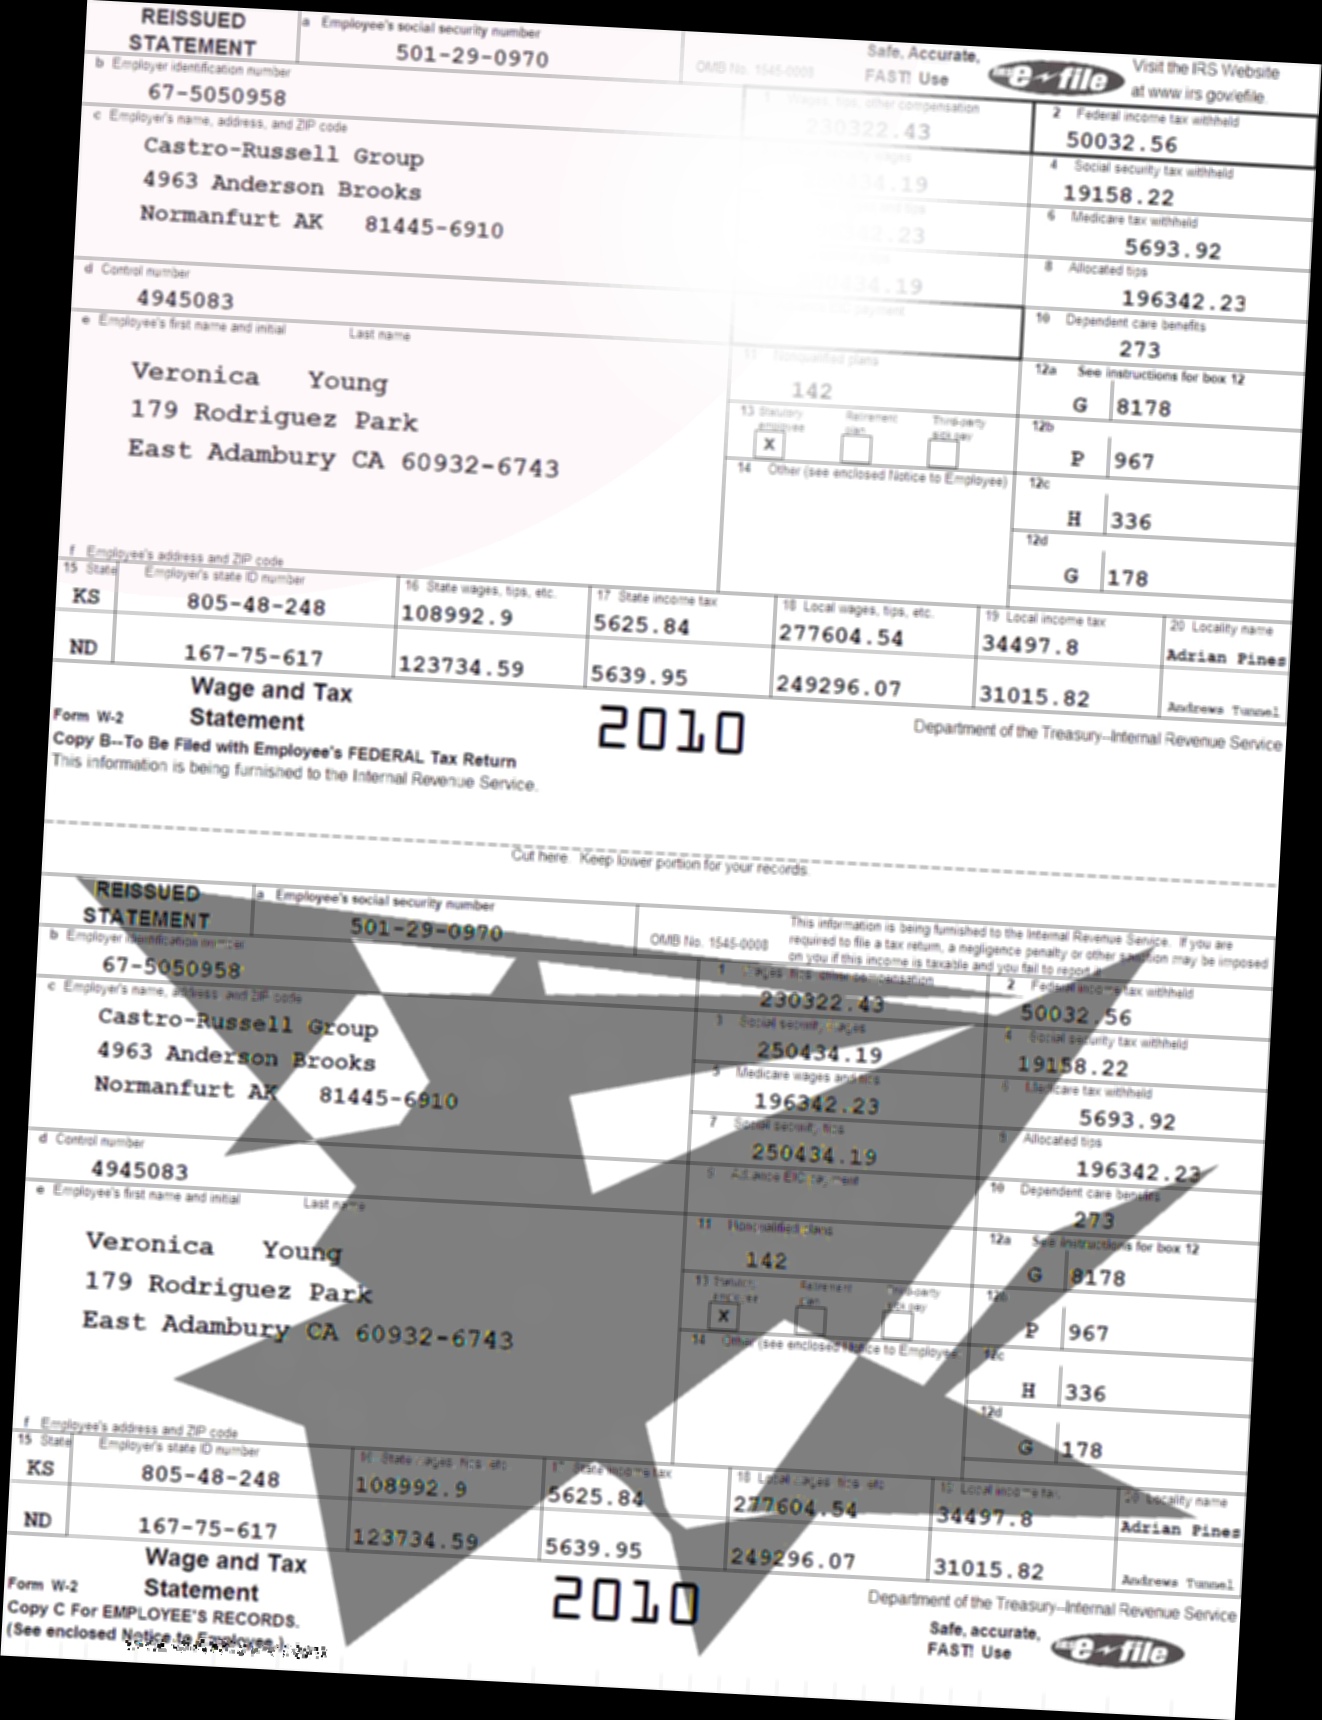 REISSUED STATEMENT
a Employee's social security number
501-29-0970
OMB No. 1545-0008
Safe, Accurate, FAST! Use
e-file
Visit the IRS Website at www irs gov/efile.
b Employer identification number
67-5050958
1 Wages, tips, other compensation
230322.43
2 Federal income tax withheld
50032.56
c Employer's name, address, and ZIP code
Castro-Russell Group
4963 Anderson Brooks
Normanfurt AK 81445-6910
wages
34.19
4 Social security tax withheld
19158.22
and tips
2.23
6 Medicare tax withheld
5693.92
434.19
8 Allocated tips
196342.23
d Control number
4945083
payment
10 Dependent care benefits
273
e Employee's first name and initial Last name
Veronica Young
179 Rodriguez Park
East Adambury CA 60932-6743
11 Nonqualified plans
142
12a See instructions for box 12
G 8178
13 Statutory employee Retirement plan Third-party sick pay
X
12b
P 967
14 Other (see enclosed Notice to Employee)
12c
H 336
12d
G 178
f Employee's address and ZIP code
15 State Employer's state ID number 16 State wages, tips, etc. 17 State income tax 18 Local wages, tips, etc. 19 Local income tax 20 Locality name
KS 805-48-248 108992.9 5625.84 277604.54 34497.8 Adrian Pines
ND 167-75-617 123734.59 5639.95 249296.07 31015.82 Andrews Tunnel
Form W-2 Wage and Tax Statement 2010 Department of the Treasury--Internal Revenue Service
Copy B--To Be Filed with Employee's FEDERAL Tax Return
This information is being furnished to the Internal Revenue Service.
Cut here. Keep lower portion for your records.
REISSUED STATEMENT
a Employee's social security number
501-29-0970
OMB No. 1545-0008
This information is being furnished to the Internal Revenue Service. If you are
required to file a tax return, a negligence penalty or other sanction may be imposed
on you if this income is taxable and you fail to report it.
b Employer identification number
67-5050958
1 Wages, tips, other compensation
230322.43
2 Federal income tax withheld
50032.56
c Employer's name, address, and ZIP code
Castro-Russell Group
4963 Anderson Brooks
Normanfurt AK 81445-6910
3 Social security wages
250434.19
4 Social security tax withheld
19158.22
5 Medicare wages and tips
196342.23
6 Medicare tax withheld
5693.92
7 Social security tips
250434.19
8 Allocated tips
196342.23
d Control number
4945083
9 Advance EIC payment
10 Dependent care benefits
273
e Employee's first name and initial Last name
Veronica Young
179 Rodriguez Park
East Adambury CA 60932-6743
11 Nonqualified plans
142
12a See instructions for box 12
G 8178
13 Statutory employee Retirement plan Third-party sick pay
X
12b
P 967
14 Other (see enclosed Notice to Employee)
12c
H 336
12d
G 178
f Employee's address and ZIP code
15 State Employer's state ID number 16 State wages, tips, etc. 17 State income tax 18 Local wages, tips, etc. 19 Local income tax 20 Locality name
KS 805-48-248 108992.9 5625.84 277604.54 34497.8 Adrian Pines
ND 167-75-617 123734.59 5639.95 249296.07 31015.82 Andrews Tunnel
Form W-2 Wage and Tax Statement 2010 Department of the Treasury--Internal Revenue Service
Copy C For EMPLOYEE'S RECORDS.
(See enclosed Notice to Employee.)
Safe, accurate, FAST! Use
e-file